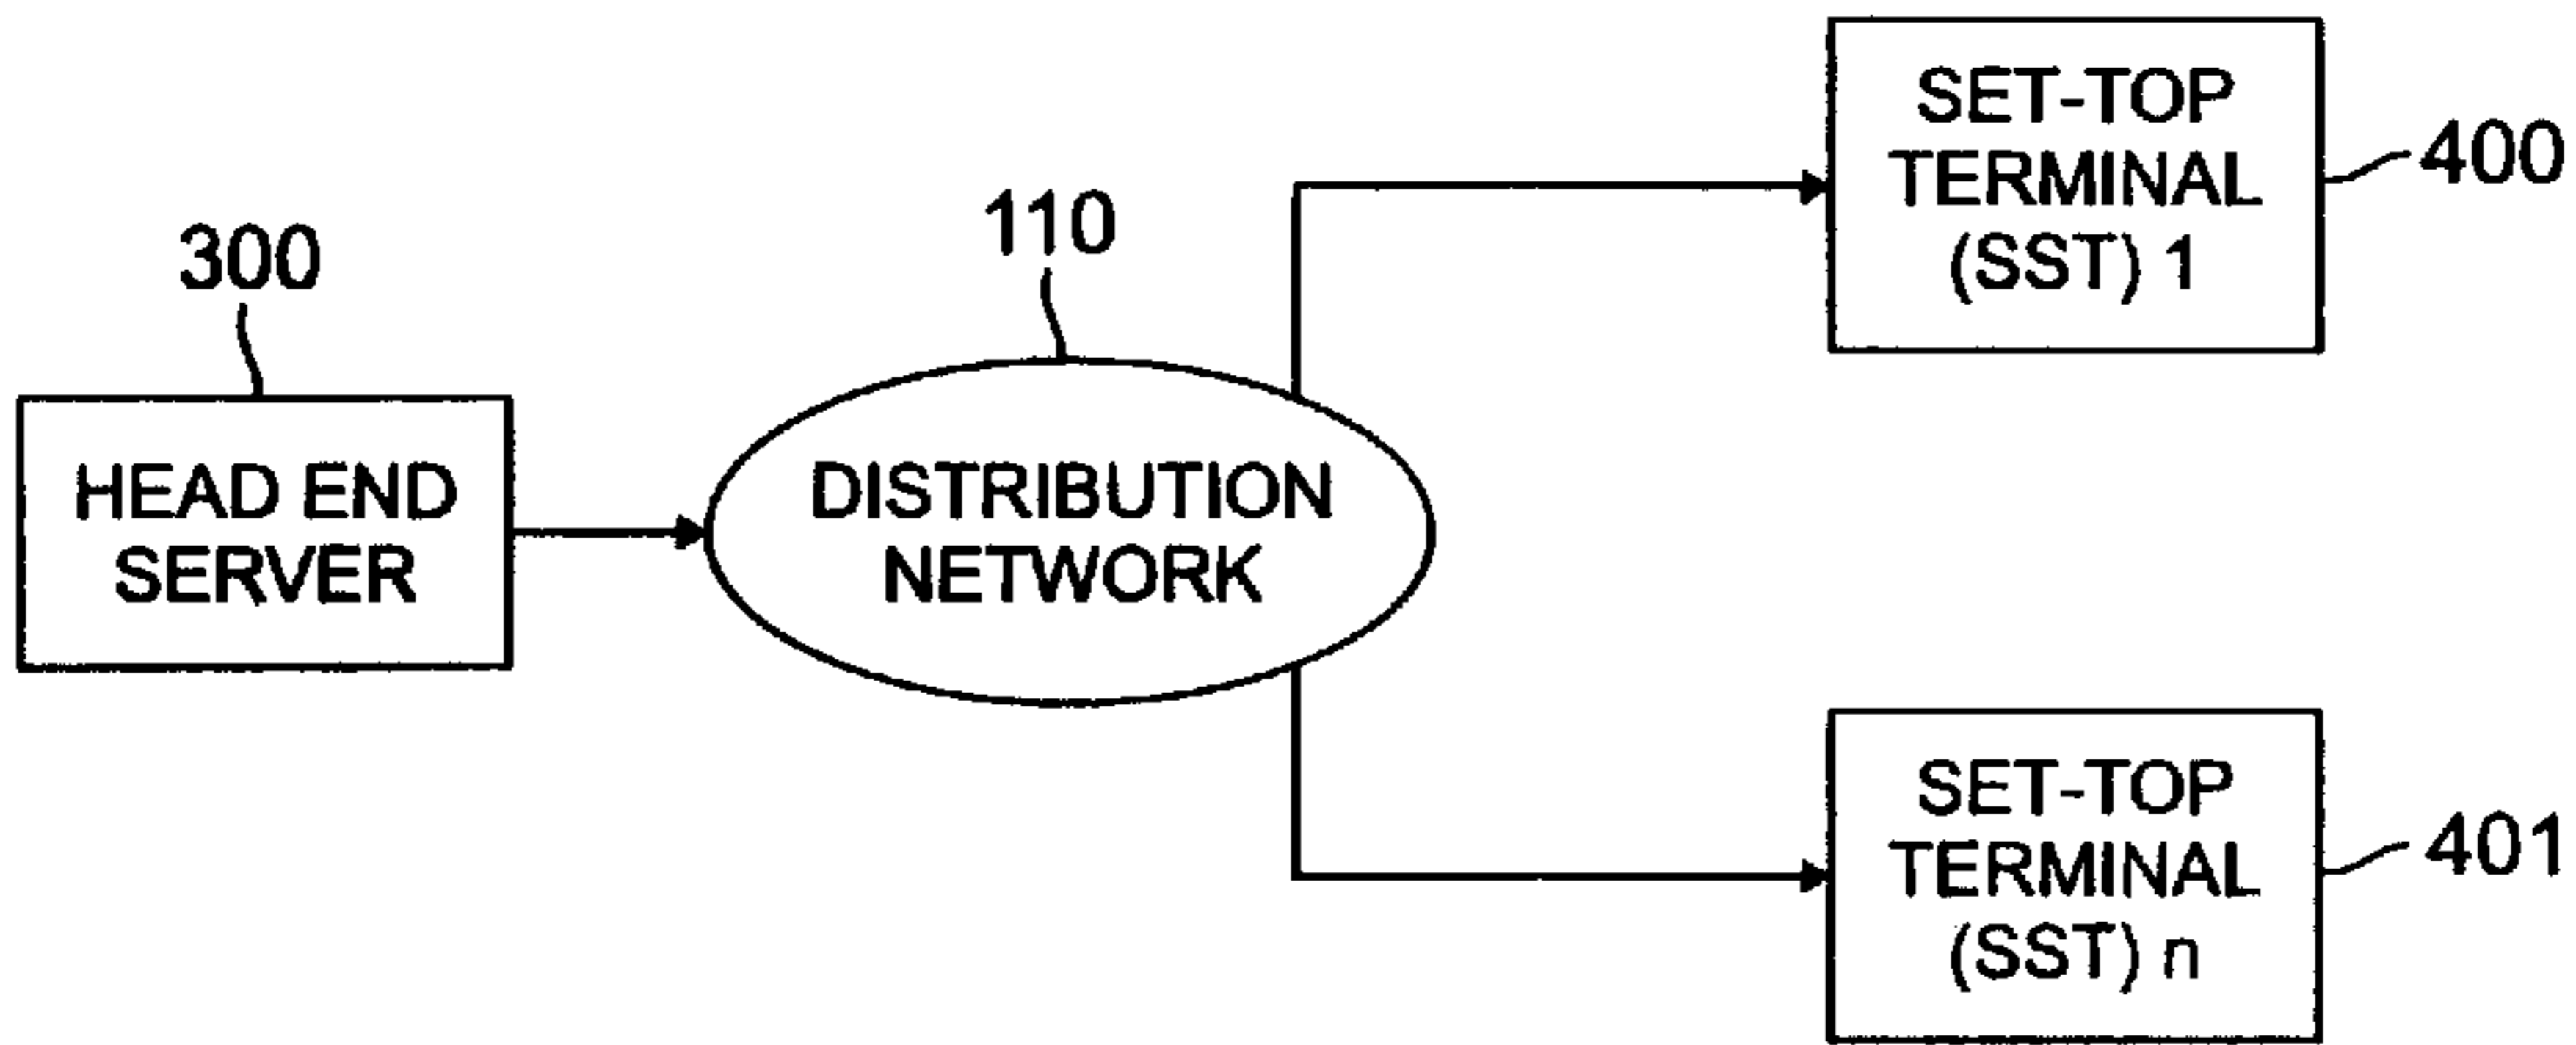 300
HEAD END
SERVER
110
DISTRIBUTION
NETWORK
SET-TOP
TERMINAL
(SST) 1
400
SET-TOP
TERMINAL
(SST) n
401